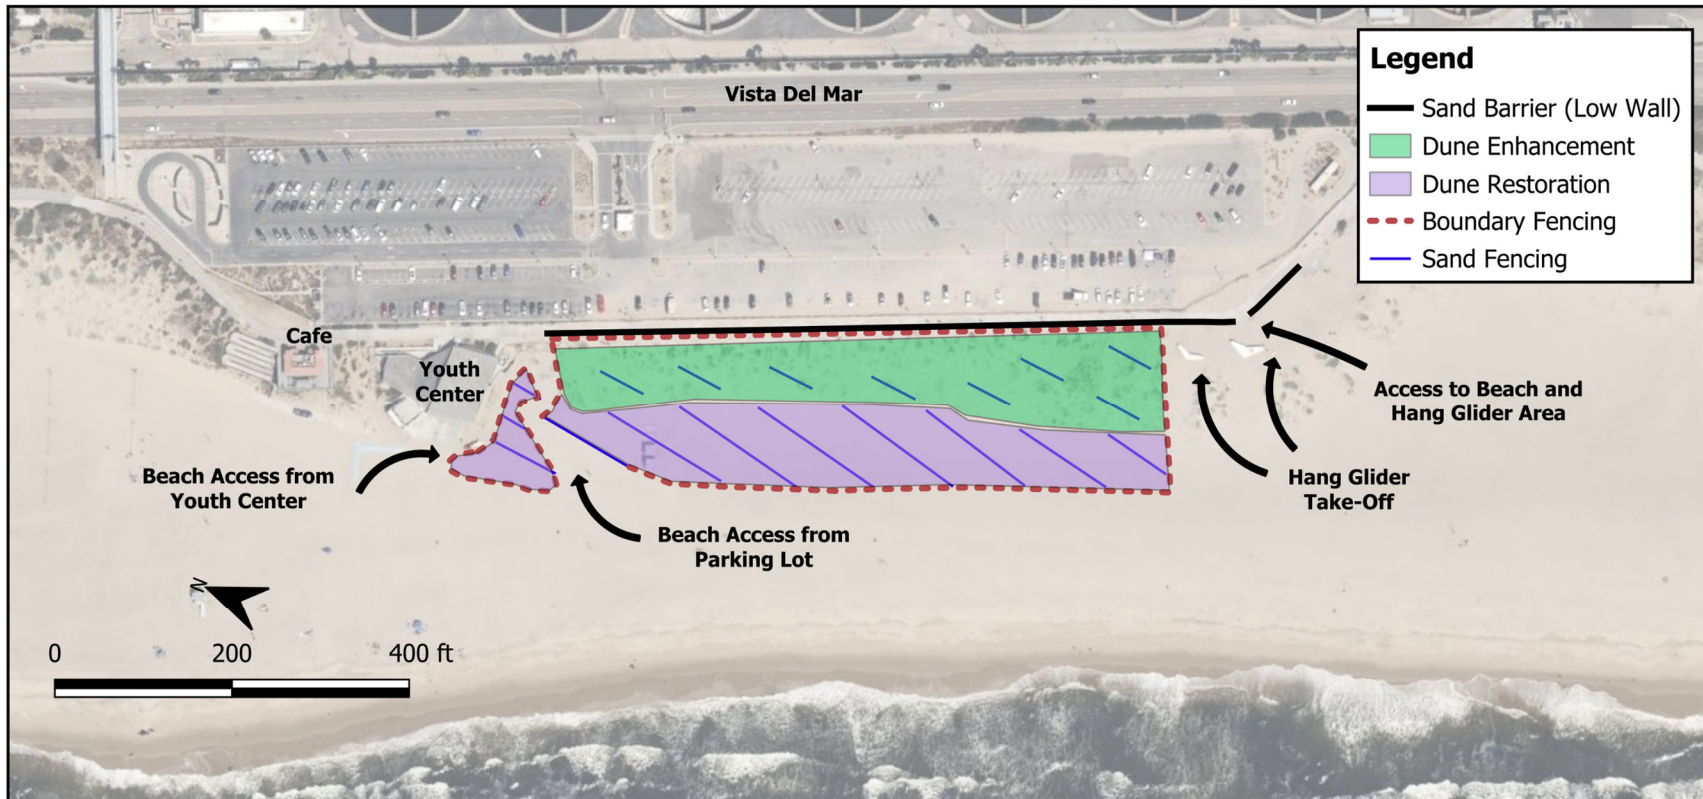 Legend
Vista Del Mar
Sand Barrier (Low Wall)
Dune Enhancement
Dune Restoration
Boundary Fencing
Sand Fencing
Cafe
Youth
Center
Access to Beach and
Hang Glider Area
Beach Access from
Youth Center
Hang Glider
Take-Off
Beach Access from
Parking Lot
N
0 200 400 ft